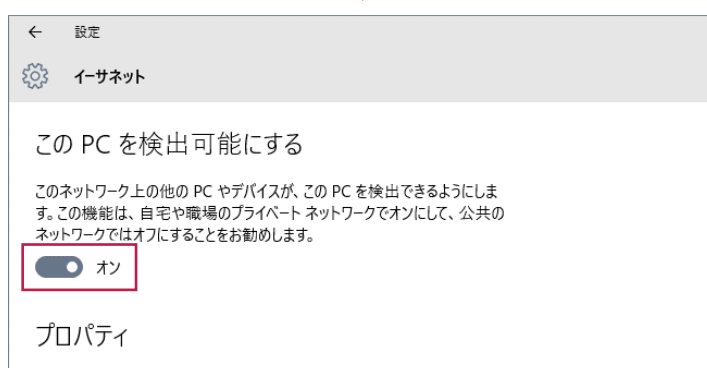 ← 設定
イーサネット
この PC を検出可能にする
このネットワーク上の他の PC やデバイスが、この PC を検出できるようにしま
す。この機能は、自宅や職場のプライベート ネットワークでオンにして、公共の
ネットワークではオフにすることをお勧めします。
オン
プロパティ